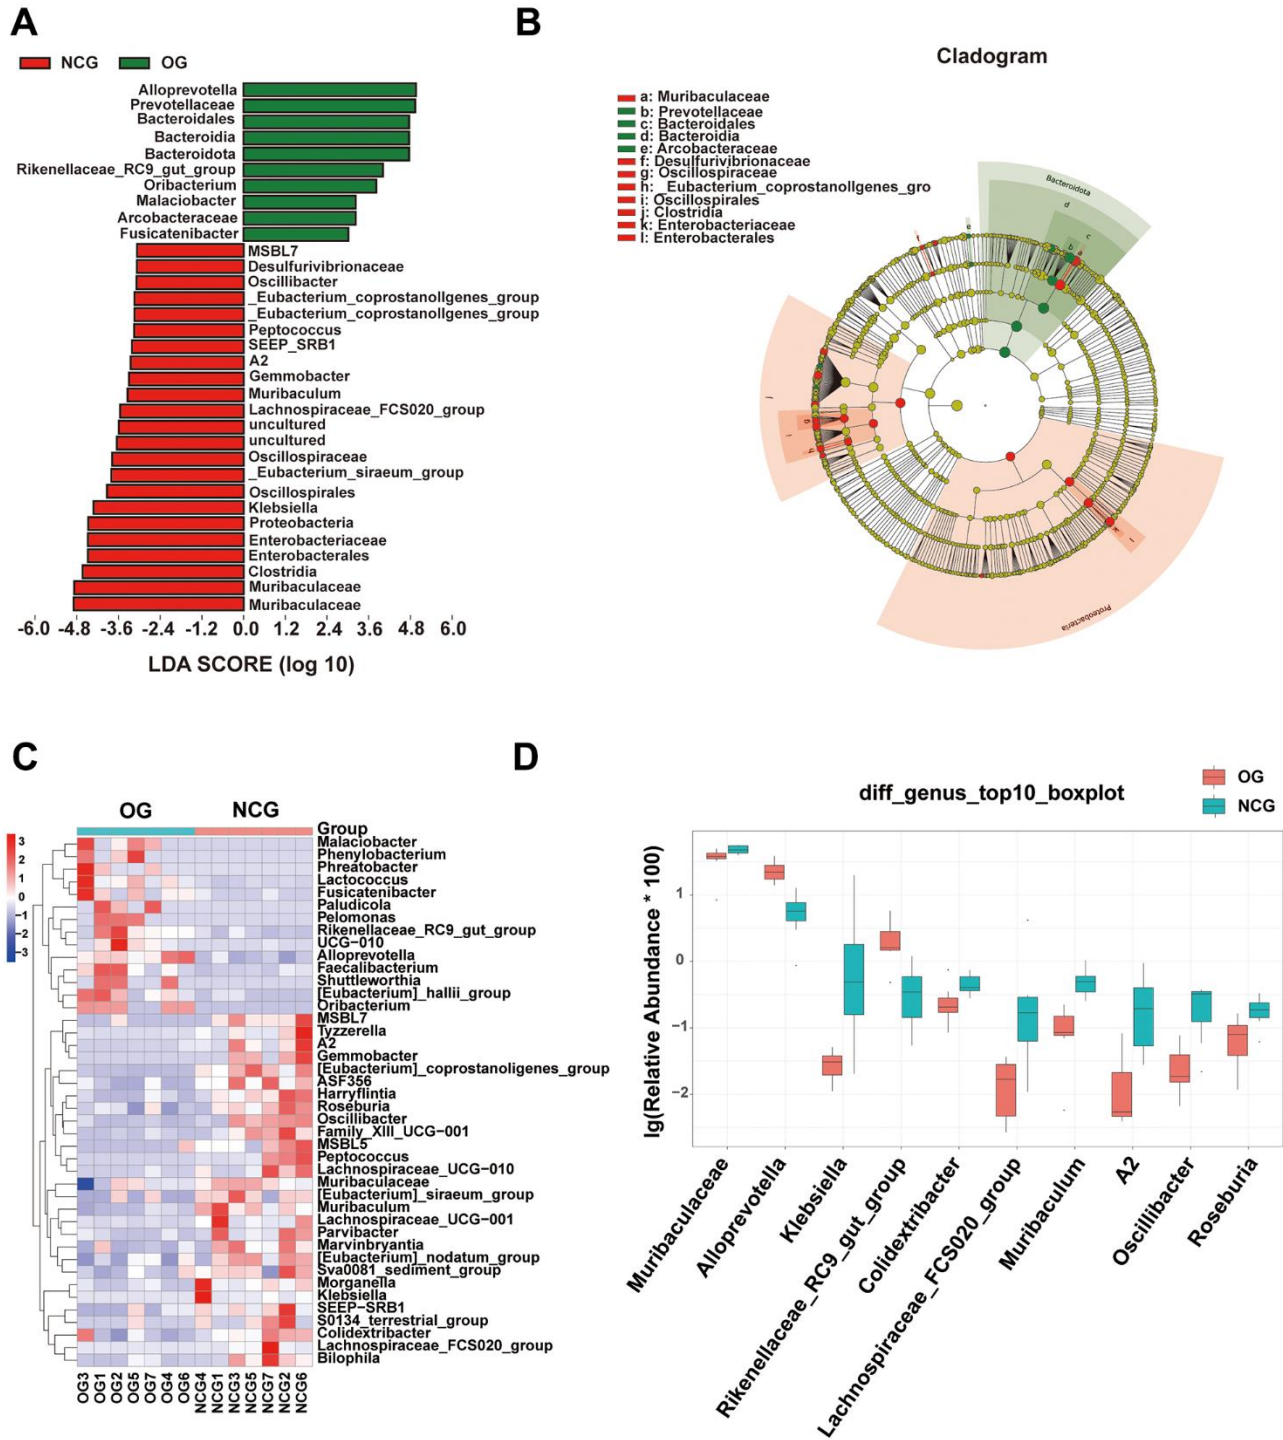 A
NCG OG
Alloprevotella
Prevotellaceae
Bacteroidales
Bacteroidia
Bacteroidota
Rikenellaceae_RC9_gut_group
Oribacterium
Malaciobacter
Arcobacteraceae
Fusicatenibacter
MSBL7
Desulfurivibrionaceae
Oscillibacter
_Eubacterium_coprostanollgenes_group
_Eubacterium_coprostanollgenes_group
Peptococcus
SEEP_SRB1
A2
Gemmobacter
Muribaculum
Lachnospiraceae_FCS020_group
uncultured
uncultured
Oscillospiraceae
_Eubacterium_siraeum_group
Oscillospirales
Klebsiella
Proteobacteria
Enterobacteriaceae
Enterobacterales
Clostridia
Muribaculaceae
Muribaculaceae
-6.0 -4.8 -3.6 -2.4 -1.2 0.0 1.2 2.4 3.6 4.8 6.0
LDA SCORE (log 10)
B
Cladogram
a: Muribaculaceae
b: Prevotellaceae
c: Bacteroidales
d: Bacteroidia
e: Arcobacteraceae
f: Desulfurivibrionaceae
g: Oscillospiraceae
h: _Eubacterium_coprostanollgenes_gro
i: Oscillospirales
j: Clostridia
k: Enterobacteriaceae
l: Enterobacterales
Bacteroidota
d
c
b
a
e
f
j
i
g
h
k
l
Proteobacteria
C
OG NCG
Group
3
2
1
0
−1
−2
−3
Malaciobacter
Phenylobacterium
Phreatobacter
Lactococcus
Fusicatenibacter
Paludicola
Pelomonas
Rikenellaceae_RC9_gut_group
UCG−010
Alloprevotella
Faecalibacterium
Shuttleworthia
[Eubacterium]_hallii_group
Oribacterium
MSBL7
Tyzzerella
A2
Gemmobacter
[Eubacterium]_coprostanoligenes_group
ASF356
Harryflintia
Roseburia
Oscillibacter
Family_XIII_UCG−001
MSBL5
Peptococcus
Lachnospiraceae_UCG−010
Muribaculaceae
[Eubacterium]_siraeum_group
Muribaculum
Lachnospiraceae_UCG−001
Parvibacter
Marvinbryantia
[Eubacterium]_nodatum_group
Sva0081_sediment_group
Morganella
Klebsiella
SEEP−SRB1
S0134_terrestrial_group
Colidextribacter
Lachnospiraceae_FCS020_group
Bilophila
OG3 OG1 OG2 OG5 OG7 OG4 OG6 NCG4 NCG1 NCG3 NCG5 NCG7 NCG2 NCG6
D
diff_genus_top10_boxplot
OG
NCG
lg(Relative Abundance * 100)
1
0
−1
−2
Muribaculaceae
Alloprevotella
Klebsiella
Rikenellaceae_RC9_gut_group
Colidextribacter
Lachnospiraceae_FCS020_group
Muribaculum
A2
Oscillibacter
Roseburia